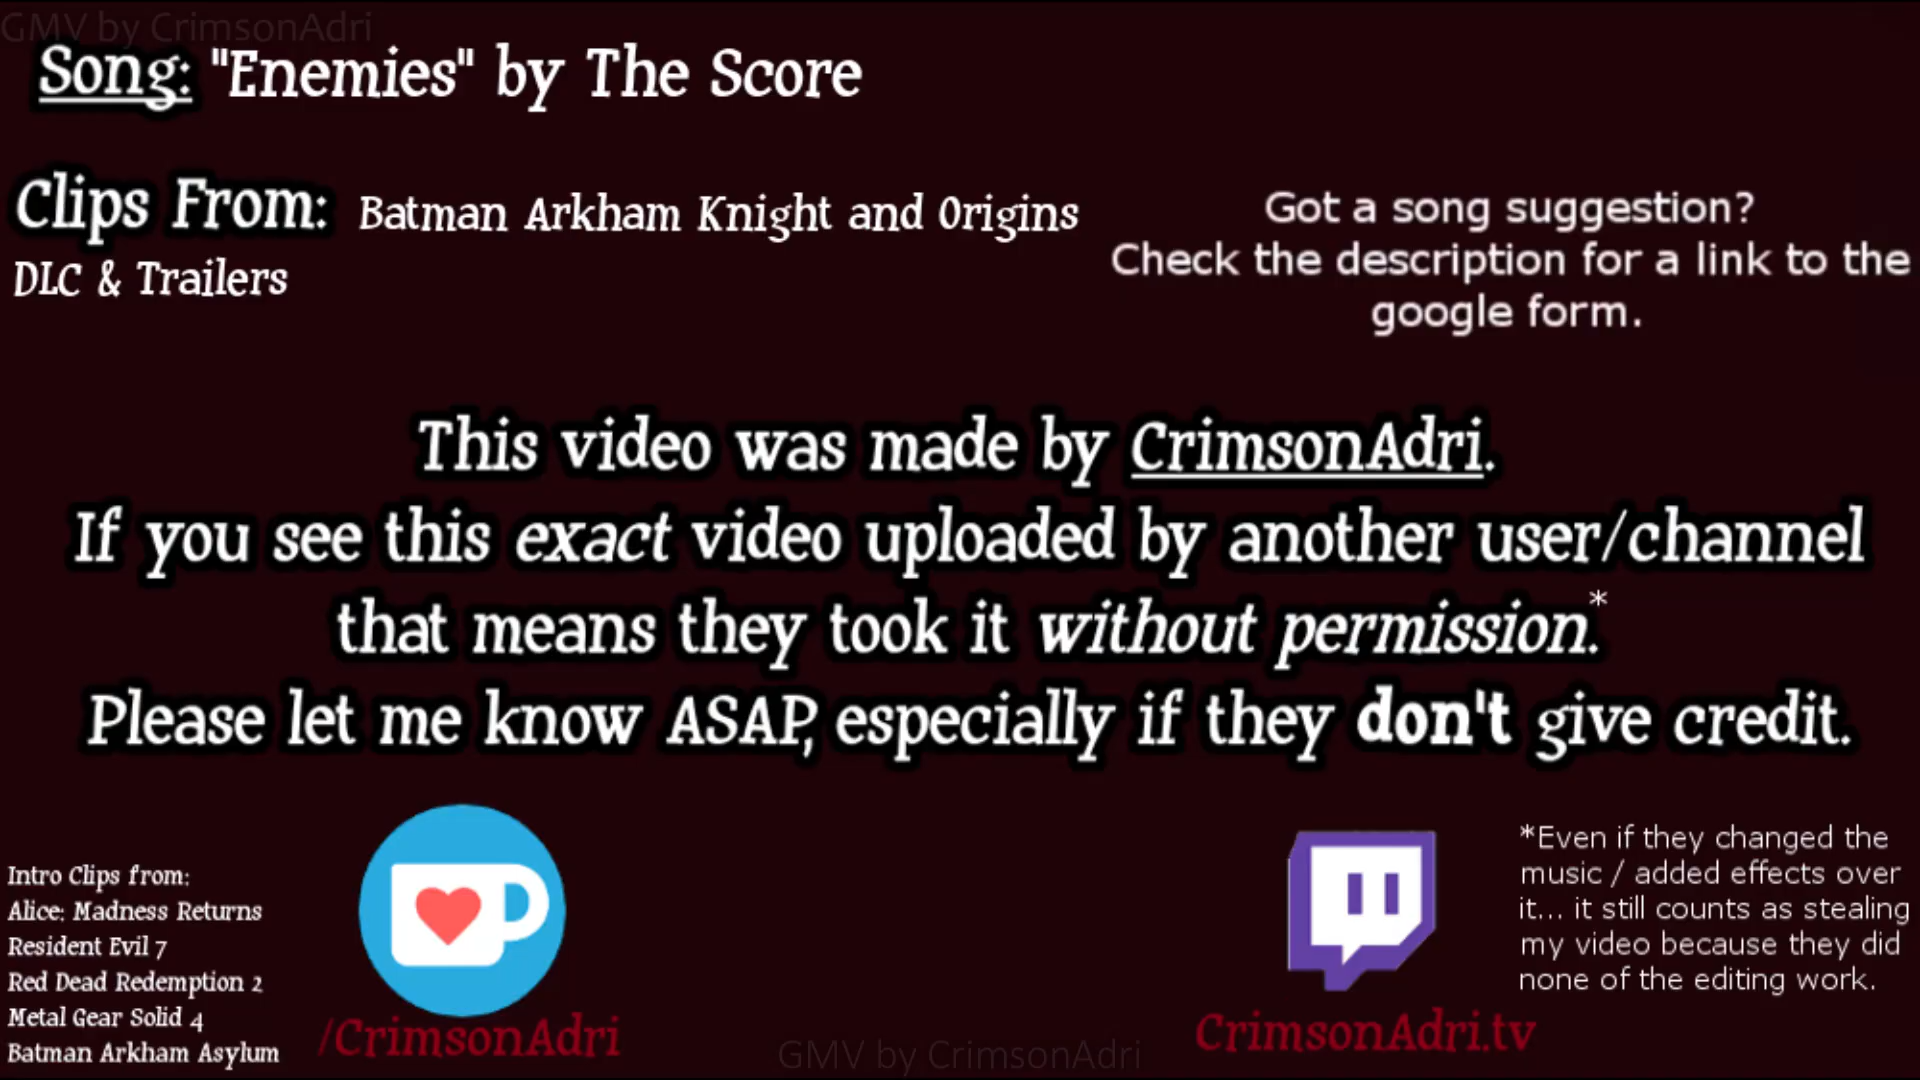 GMV by CrimsonAdri
Song: "Enemies" by The Score
Clips From: Batman Arkham Knight and Origins
DLC & Trailers
Got a song suggestion?
Check the description for a link to the
google form.
This video was made by CrimsonAdri.
If you see this exact video uploaded by another user/channel
that means they took it without permission.*
Please let me know ASAP, especially if they don't give credit.
Intro Clips from:
Alice: Madness Returns
Resident Evil 7
Red Dead Redemption 2
Metal Gear Solid 4
Batman Arkham Asylum
/CrimsonAdri
GMV by CrimsonAdri
CrimsonAdri.tv
*Even if they changed the
music / added effects over
it... it still counts as stealing
my video because they did
none of the editing work.